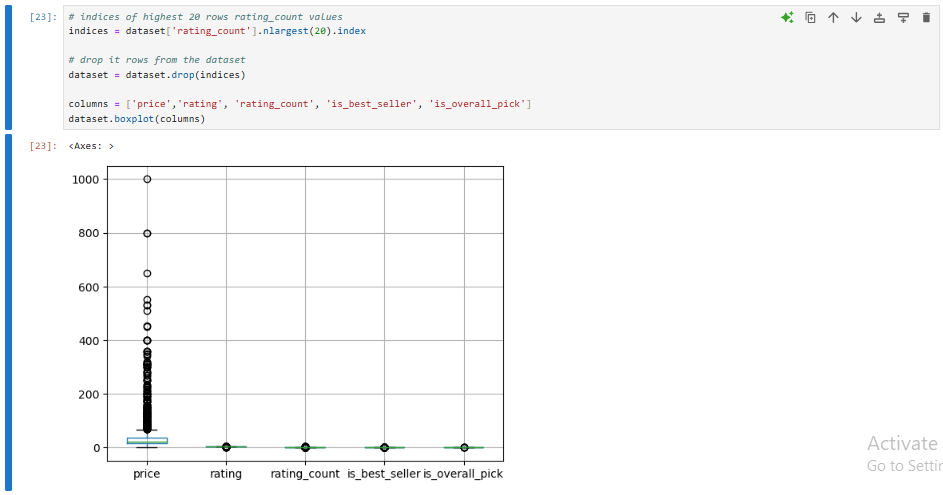 [23]: # indices of highest 20 rows rating_count values
indices = dataset['rating_count'].nlargest(20).index
# drop it rows from the dataset
dataset = dataset.drop(indices)
columns = ['price','rating', 'rating_count', 'is_best_seller', 'is_overall_pick']
dataset.boxplot(columns)
[23]: <Axes: >
1000
800
600
400
200
0
price rating rating_count is_best_seller is_overall_pick
Activate
Go to Settin